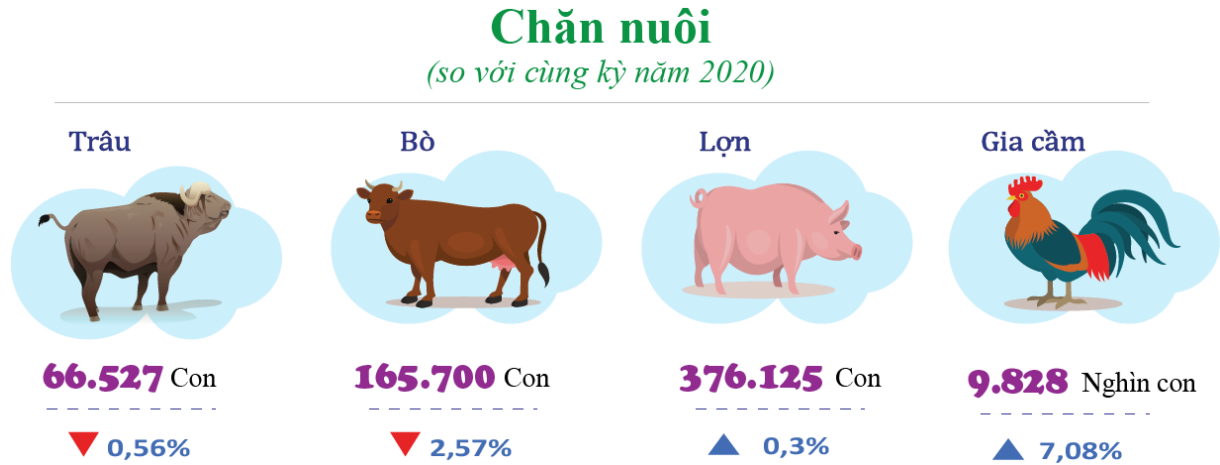 Chăn nuôi
(so với cùng kỳ năm 2020)
Trâu
Bò
Lợn
Gia cầm
66.527 Con
165.700 Con
376.125 Con
9.828 Nghìn con
0,56%
2,57%
0,3%
7,08%